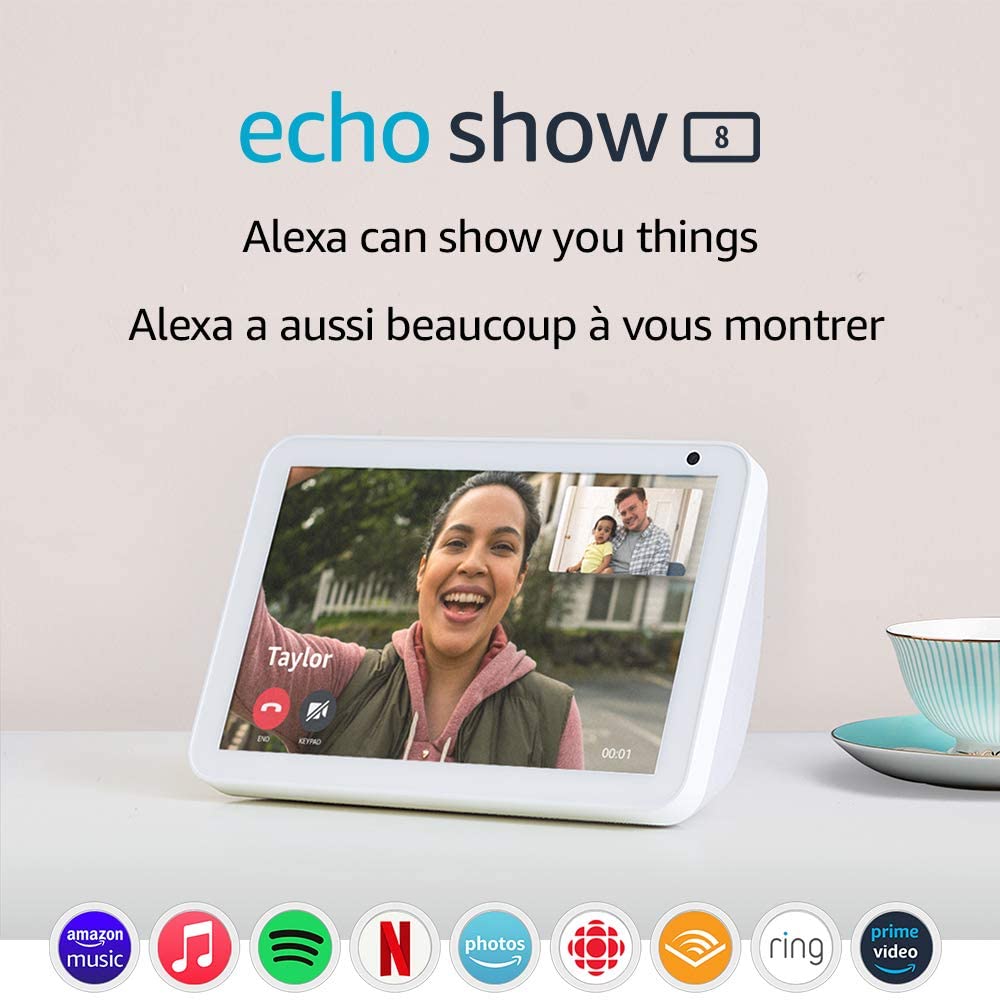 echo show 8
Alexa can show you things
Alexa a aussi beaucoup à vous montrer
Taylor
END
KEYPAD
00:01
amazon
music
N
photos
ring
prime
video